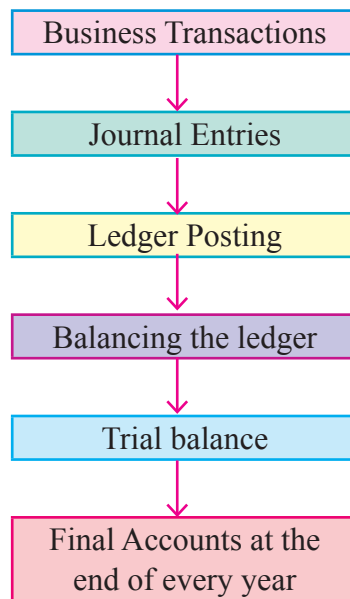 Business Transactions
Journal Entries
Ledger Posting
Balancing the ledger
Trial balance
Final Accounts at the
end of every year